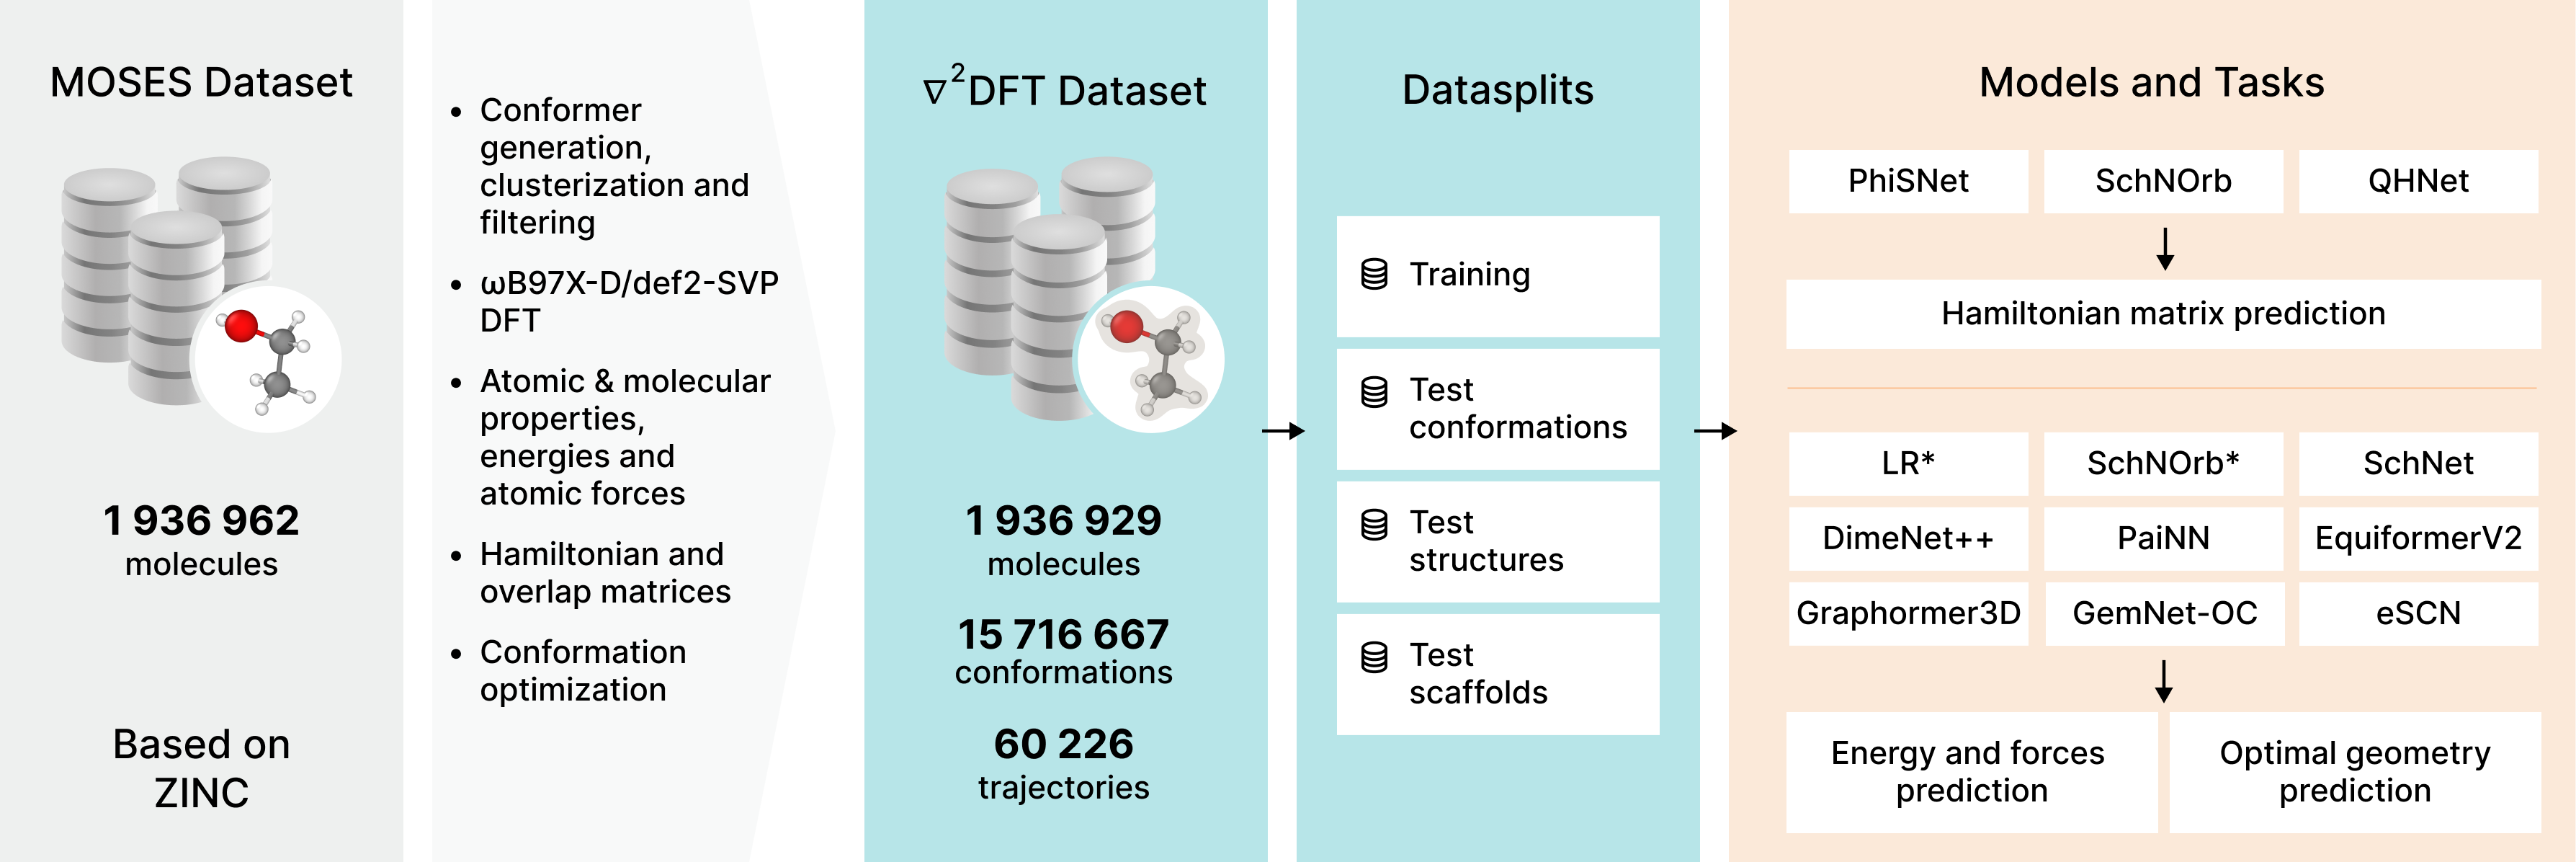 MOSES Dataset
1 936 962
molecules
Based on
ZINC
• Conformer
generation,
clusterization and
filtering
• ωB97X-D/def2-SVP
DFT
• Atomic & molecular
properties,
energies and
atomic forces
• Hamiltonian and
overlap matrices
• Conformation
optimization
∇²DFT Dataset
1 936 929
molecules
15 716 667
conformations
60 226
trajectories
Datasplits
Training
Test
conformations
Test
structures
Test
scaffolds
Models and Tasks
PhiSNet SchNOrb QHNet
Hamiltonian matrix prediction
LR* SchNOrb* SchNet
DimeNet++ PaiNN EquiformerV2
Graphormer3D GemNet-OC eSCN
Energy and forces
prediction
Optimal geometry
prediction